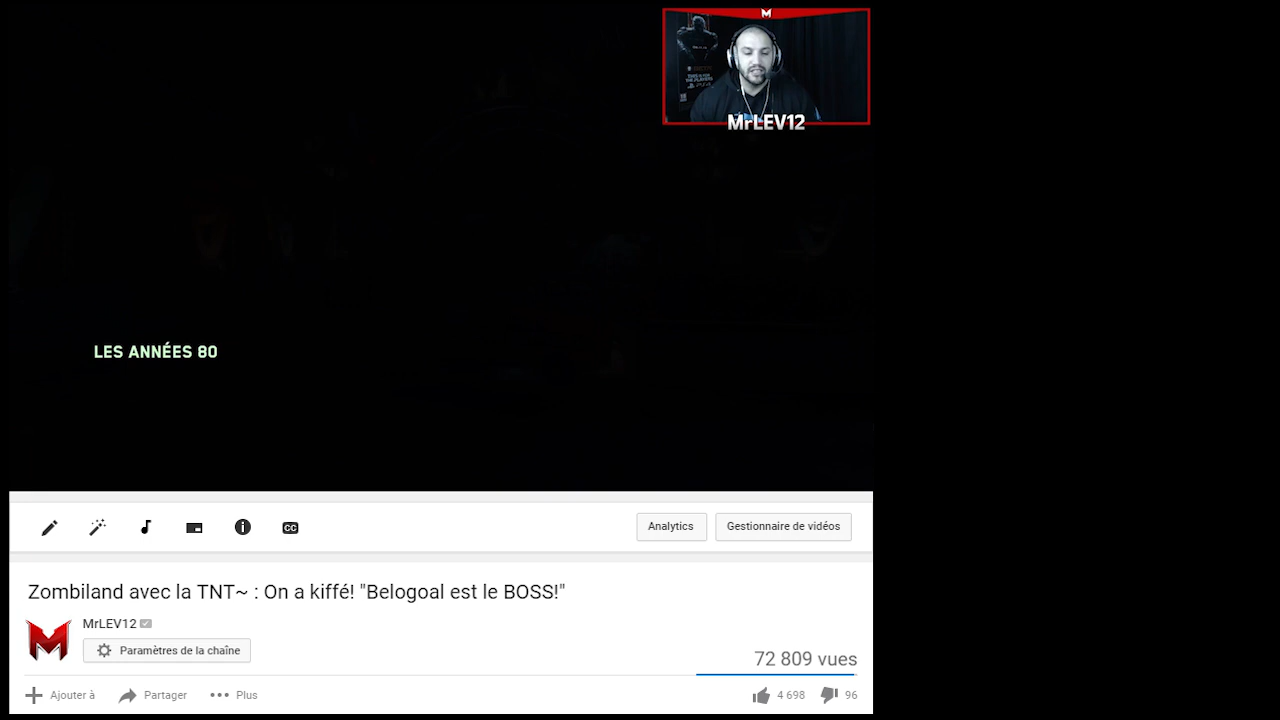 MrLEV12
LES ANNÉES 80
Analytics
Gestionnaire de vidéos
Zombiland avec la TNT~ : On a kiffé! "Belogoal est le BOSS!"
MrLEV12
Paramètres de la chaîne
72 809 vues
Ajouter à
Partager
Plus
4 698
96